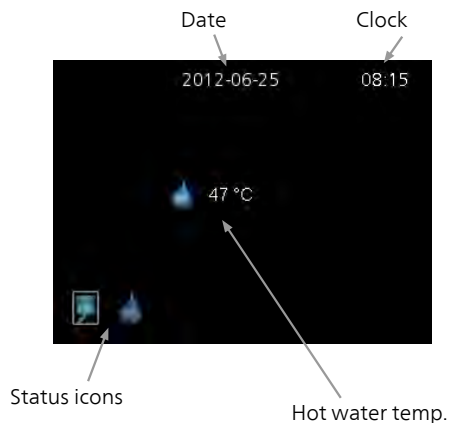 Date Clock
2012-06-25 08:15
47 °C
Status icons
Hot water temp.